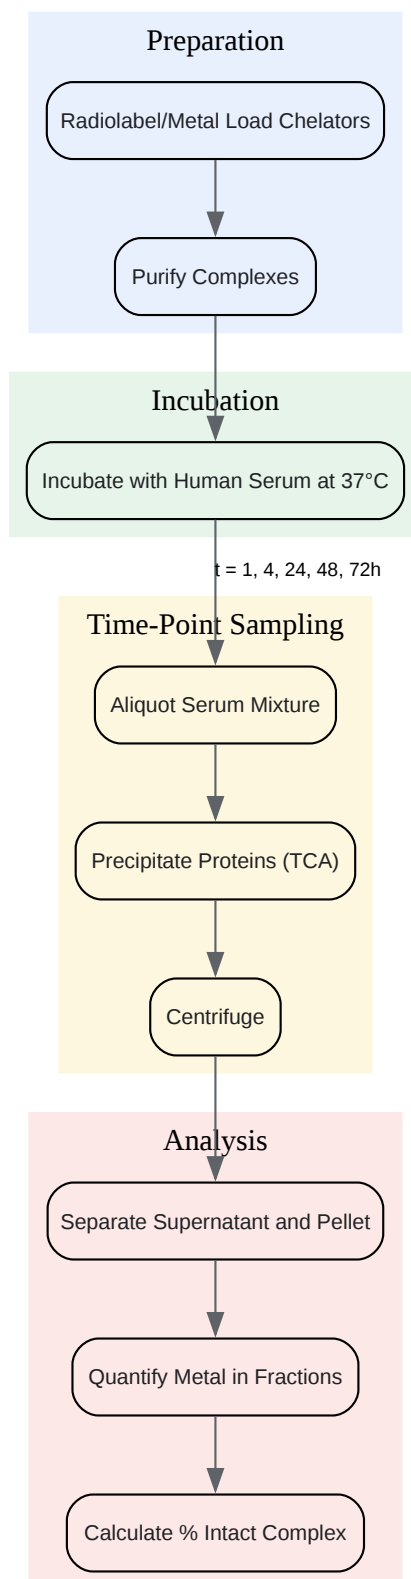 Preparation
Radiolabel/Metal Load Chelators
Purify Complexes
Incubation
Incubate with Human Serum at 37°C
t = 1, 4, 24, 48, 72h
Time-Point Sampling
Aliquot Serum Mixture
Precipitate Proteins (TCA)
Centrifuge
Analysis
Separate Supernatant and Pellet
Quantify Metal in Fractions
Calculate % Intact Complex